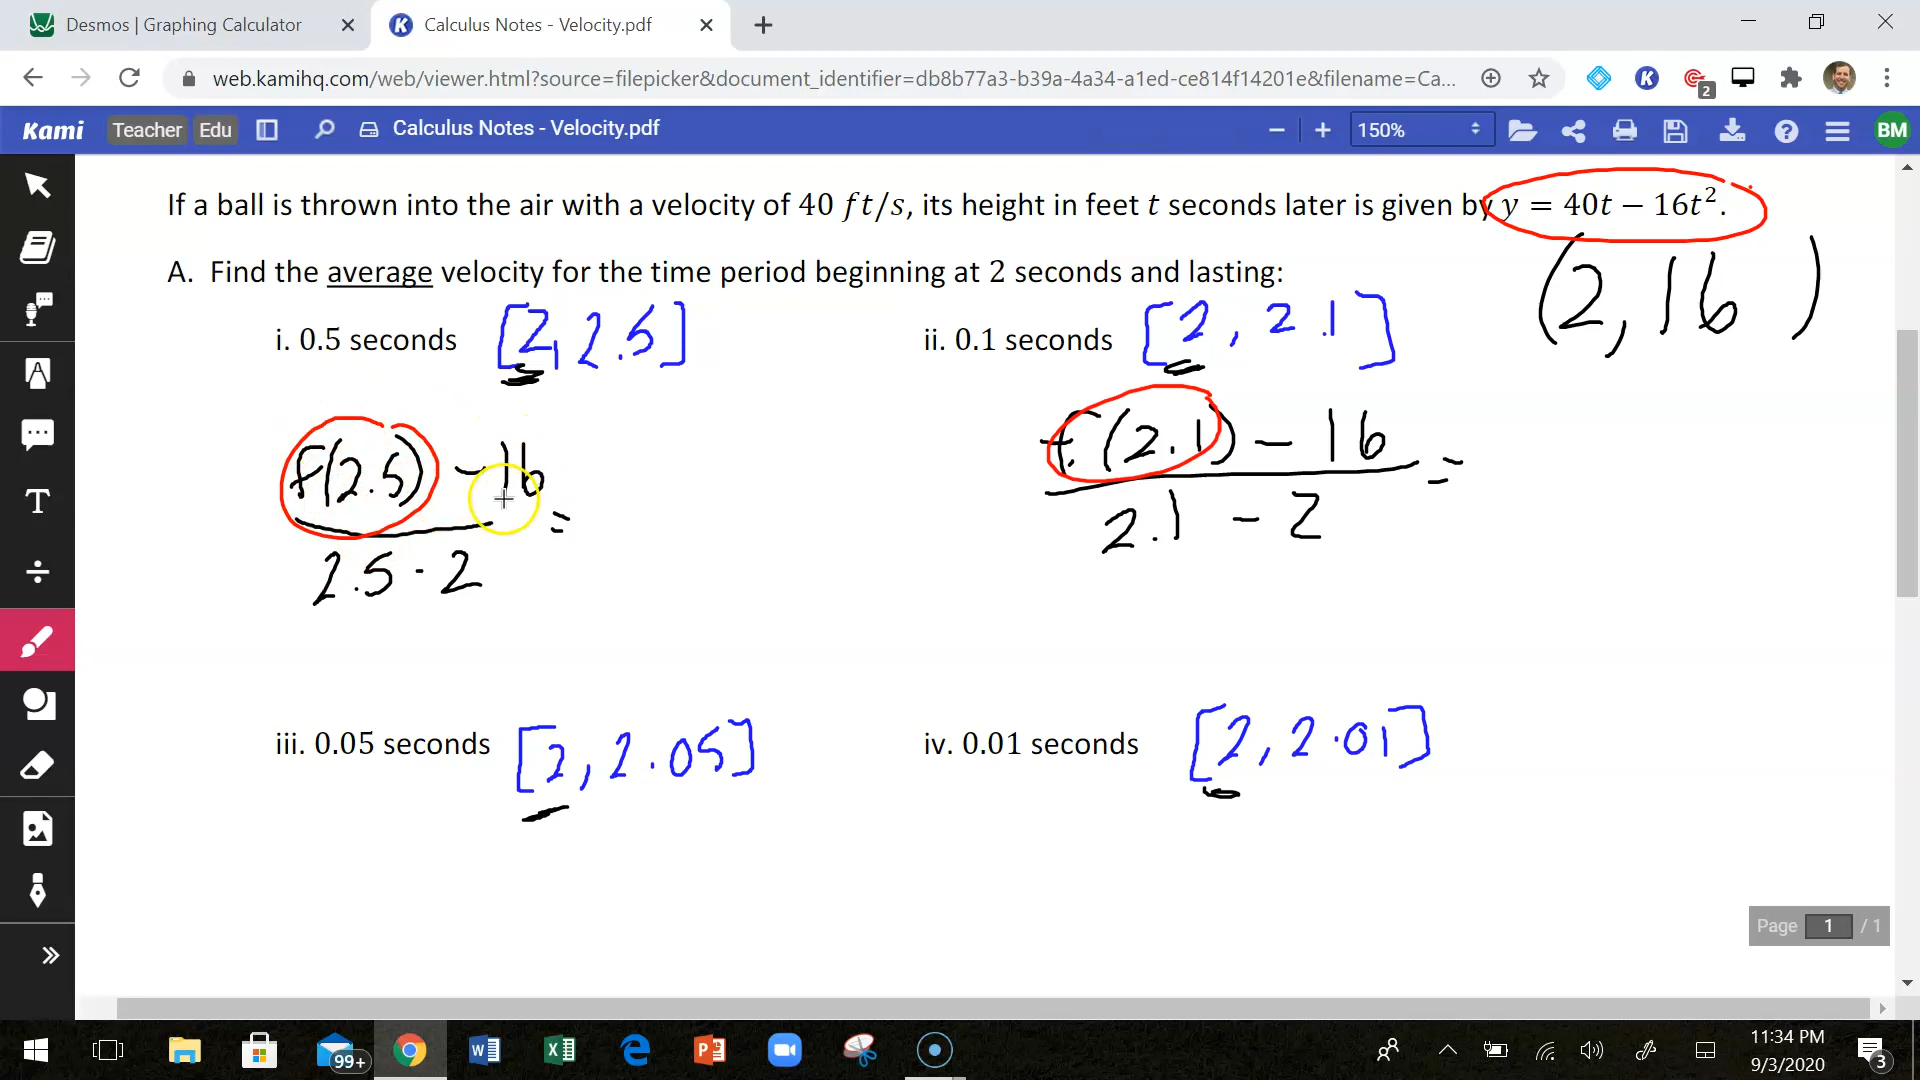 Desmos | Graphing Calculator
Calculus Notes - Velocity.pdf
web.kamihq.com/web/viewer.html?source=filepicker&document_identifier=db8b77a3-b39a-4a34-a1ed-ce814f14201e&filename=Ca...
2
Kami Teacher Edu Calculus Notes - Velocity.pdf 150% BM
If a ball is thrown into the air with a velocity of 40 ft/s, its height in feet t seconds later is given by y = 40t − 16t².
(2, 16 )
A. Find the average velocity for the time period beginning at 2 seconds and lasting:
i. 0.5 seconds [2, 2.5]
ii. 0.1 seconds [2, 2.1]
f(2.5) - 16 =
2.5 - 2
f(2.1) - 16 =
2.1 - 2
iii. 0.05 seconds [2, 2.05]
iv. 0.01 seconds [2, 2.01]
Page 1 / 1
99+
11:34 PM
9/3/2020
3